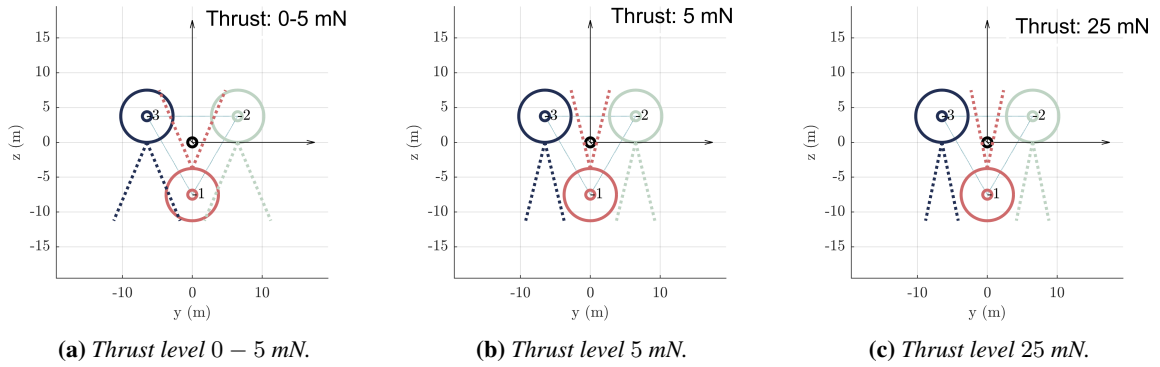 Thrust: 0-5 mN
15
10
5
0
-5
-10
-15
z (m)
-3
-2
-1
-10 0 10
y (m)
(a) Thrust level 0 − 5 mN.
Thrust: 5 mN
15
10
5
0
-5
-10
-15
z (m)
-3
-2
-1
-10 0 10
y (m)
(b) Thrust level 5 mN.
Thrust: 25 mN
15
10
5
0
-5
-10
-15
z (m)
-3
-2
-1
-10 0 10
y (m)
(c) Thrust level 25 mN.